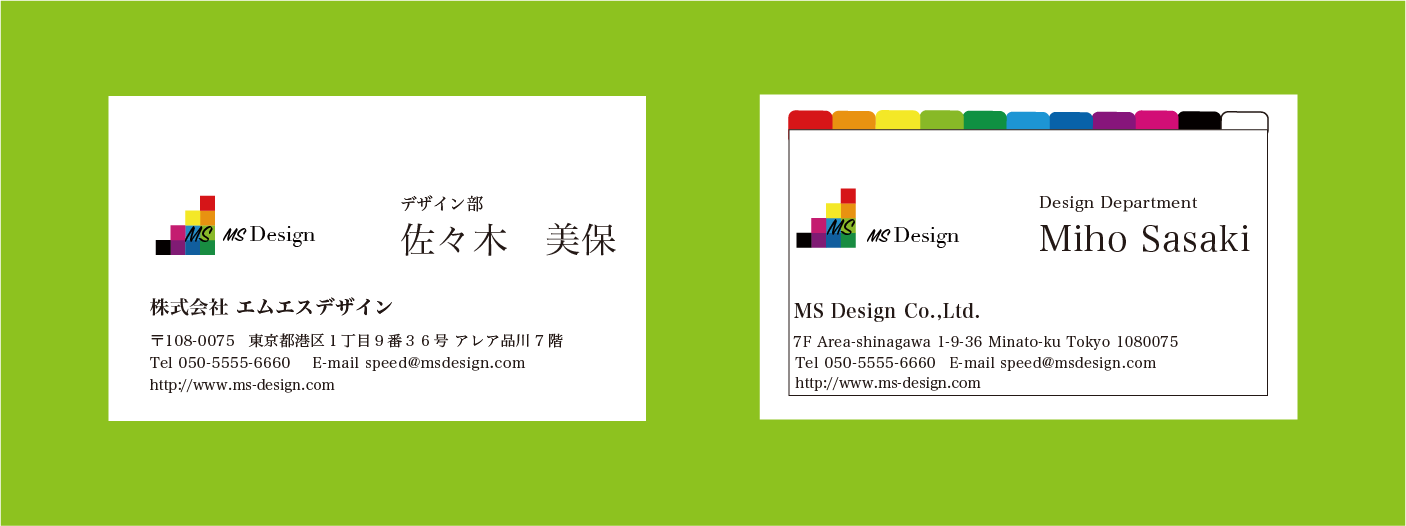 MS
MS Design
デザイン部
佐々木　美保
株式会社 エムエスデザイン
〒108-0075　東京都港区１丁目９番３６号 アレア品川７階
Tel 050-5555-6660　E-mail speed@msdesign.com
http://www.ms-design.com
MS
MS Design
Design Department
Miho Sasaki
MS Design Co.,Ltd.
7F Area-shinagawa 1-9-36 Minato-ku Tokyo 1080075
Tel 050-5555-6660　E-mail speed@msdesign.com
http://www.ms-design.com